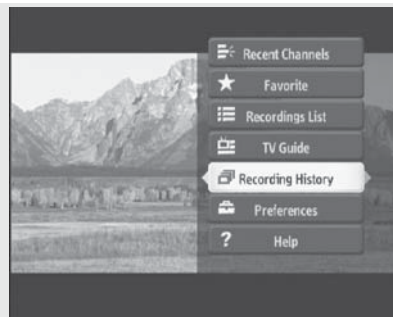 Recent Channels
Favorite
Recordings List
TV Guide
Recording History
Preferences
? Help